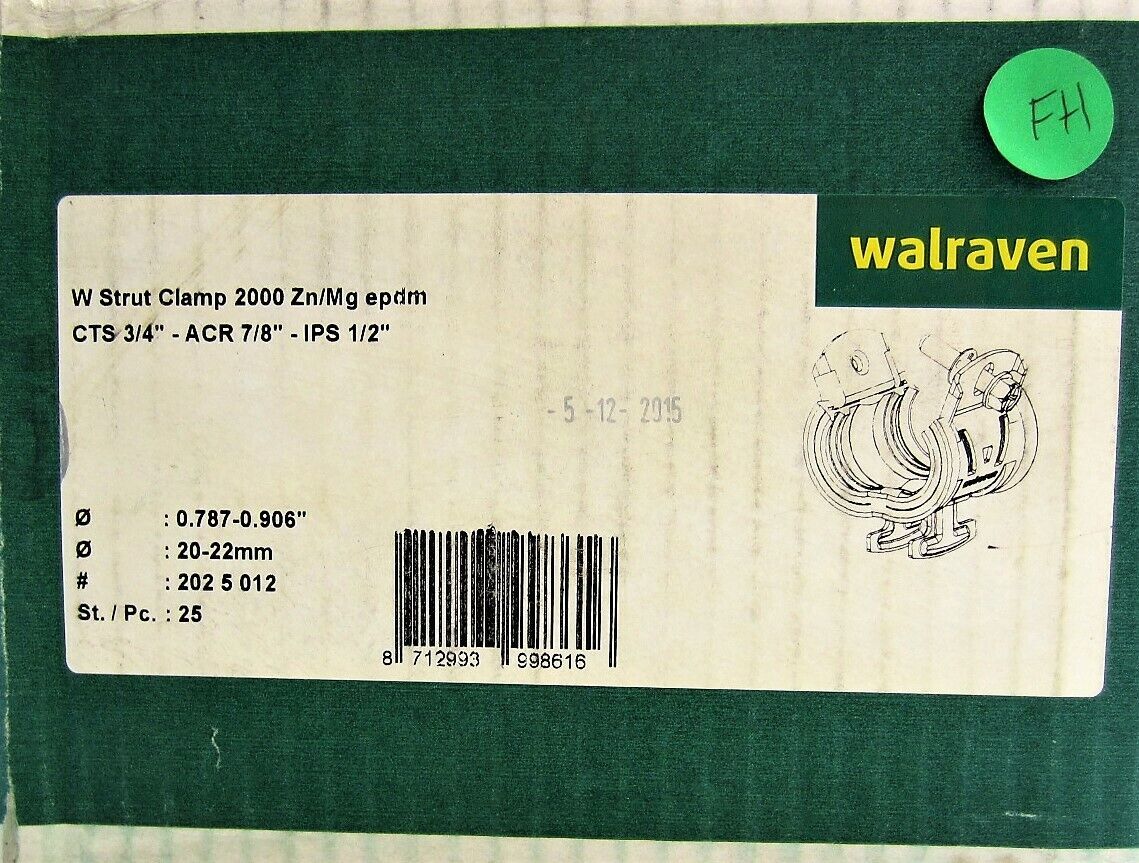 FH
walraven
W Strut Clamp 2000 Zn/Mg epdm
CTS 3/4" - ACR 7/8" - IPS 1/2"
- 5 -12- 2015
Ø : 0.787-0.906"
Ø : 20-22mm
# : 202 5 012
St. / Pc. : 25
8 712993 998616